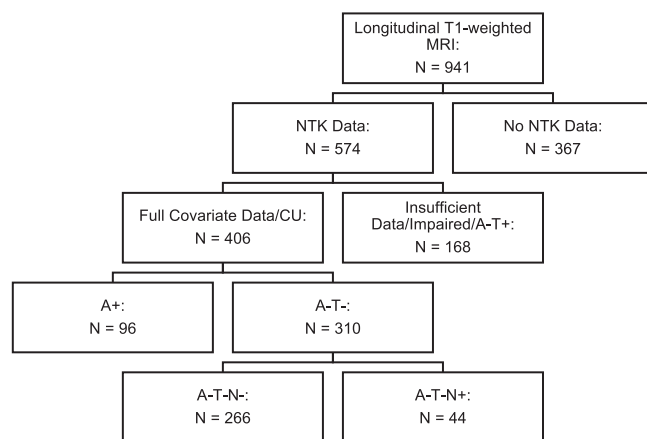 Longitudinal T1-weighted
MRI:
N = 941
NTK Data:
N = 574
No NTK Data:
N = 367
Full Covariate Data/CU:
N = 406
Insufficient
Data/Impaired/A-T+:
N = 168
A+:
N = 96
A-T-:
N = 310
A-T-N-:
N = 266
A-T-N+:
N = 44